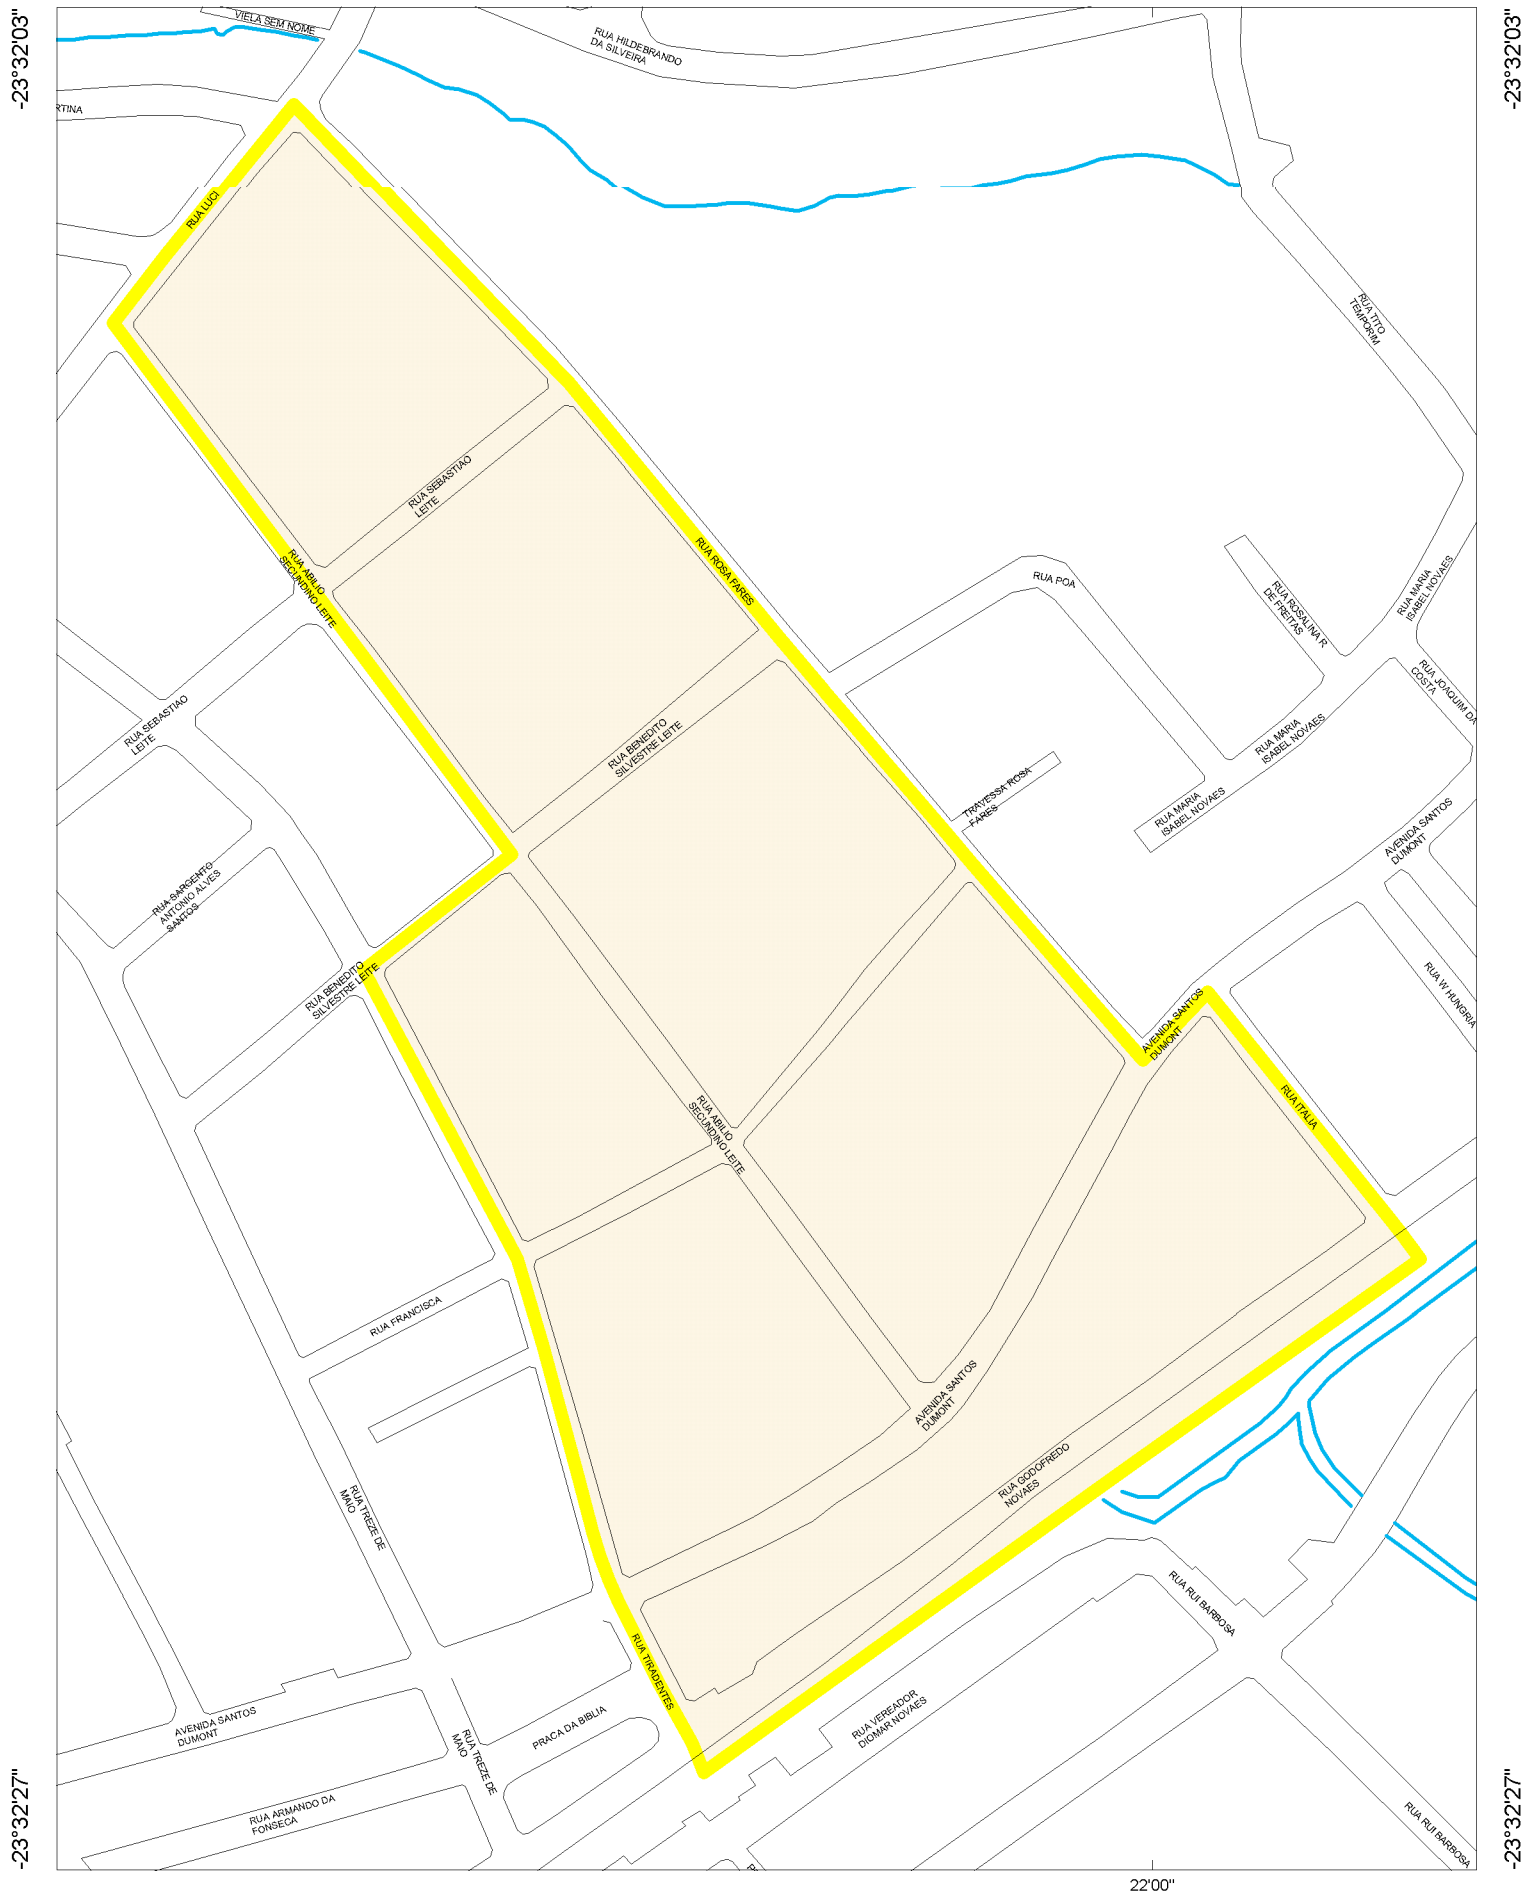 -23°32'03"
-23°32'03"
VIELA SEM NOME
RUA HILDEBRANDO
DA SILVEIRA
RTINA
RUA LUCI
RUA TITO
TEMPORIM
RUA SEBASTIAO
LEITE
RUA ABILIO
SECUNDINO LEITE
RUA ROSA FARES
RUA POA
RUA ROSALINA R
DE FREITAS
RUA MARIA
ISABEL NOVAES
RUA JOAQUIM DA
COSTA
RUA SEBASTIAO
LEITE
RUA BENEDITO
SILVESTRE LEITE
RUA MARIA
ISABEL NOVAES
TRAVESSA ROSA
FARES
RUA MARIA
ISABEL NOVAES
AVENIDA SANTOS
DUMONT
RUA SARGENTO
ANTONIO ALVES
SANTOS
RUA BENEDITO
SILVESTRE LEITE
RUA W HUNGRIA
AVENIDA SANTOS
DUMONT
RUA ITALIA
RUA ABILIO
SECUNDINO LEITE
RUA FRANCISCA
AVENIDA SANTOS
DUMONT
RUA GODOFREDO
NOVAES
RUA TREZE DE
MAIO
RUA RUI BARBOSA
RUA TIRADENTES
AVENIDA SANTOS
DUMONT
PRACA DA BIBLIA
RUA VEREADOR
DIOMAR NOVAES
RUA TREZE DE
MAIO
RUA ARMANDO DA
FONSECA
RUA RUI BARBOSA
-23°32'27"
-23°32'27"
22'00"